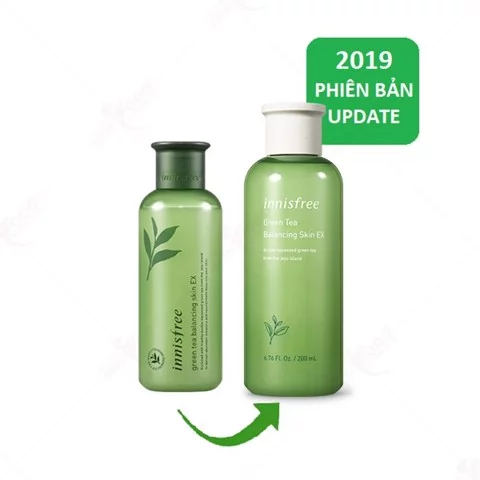 2019
PHIÊN BẢN
UPDATE
innisfree
Green Tea
Balancing Skin EX
6.76 Fl. Oz. / 200 mL
innisfree
green tea balancing skin EX